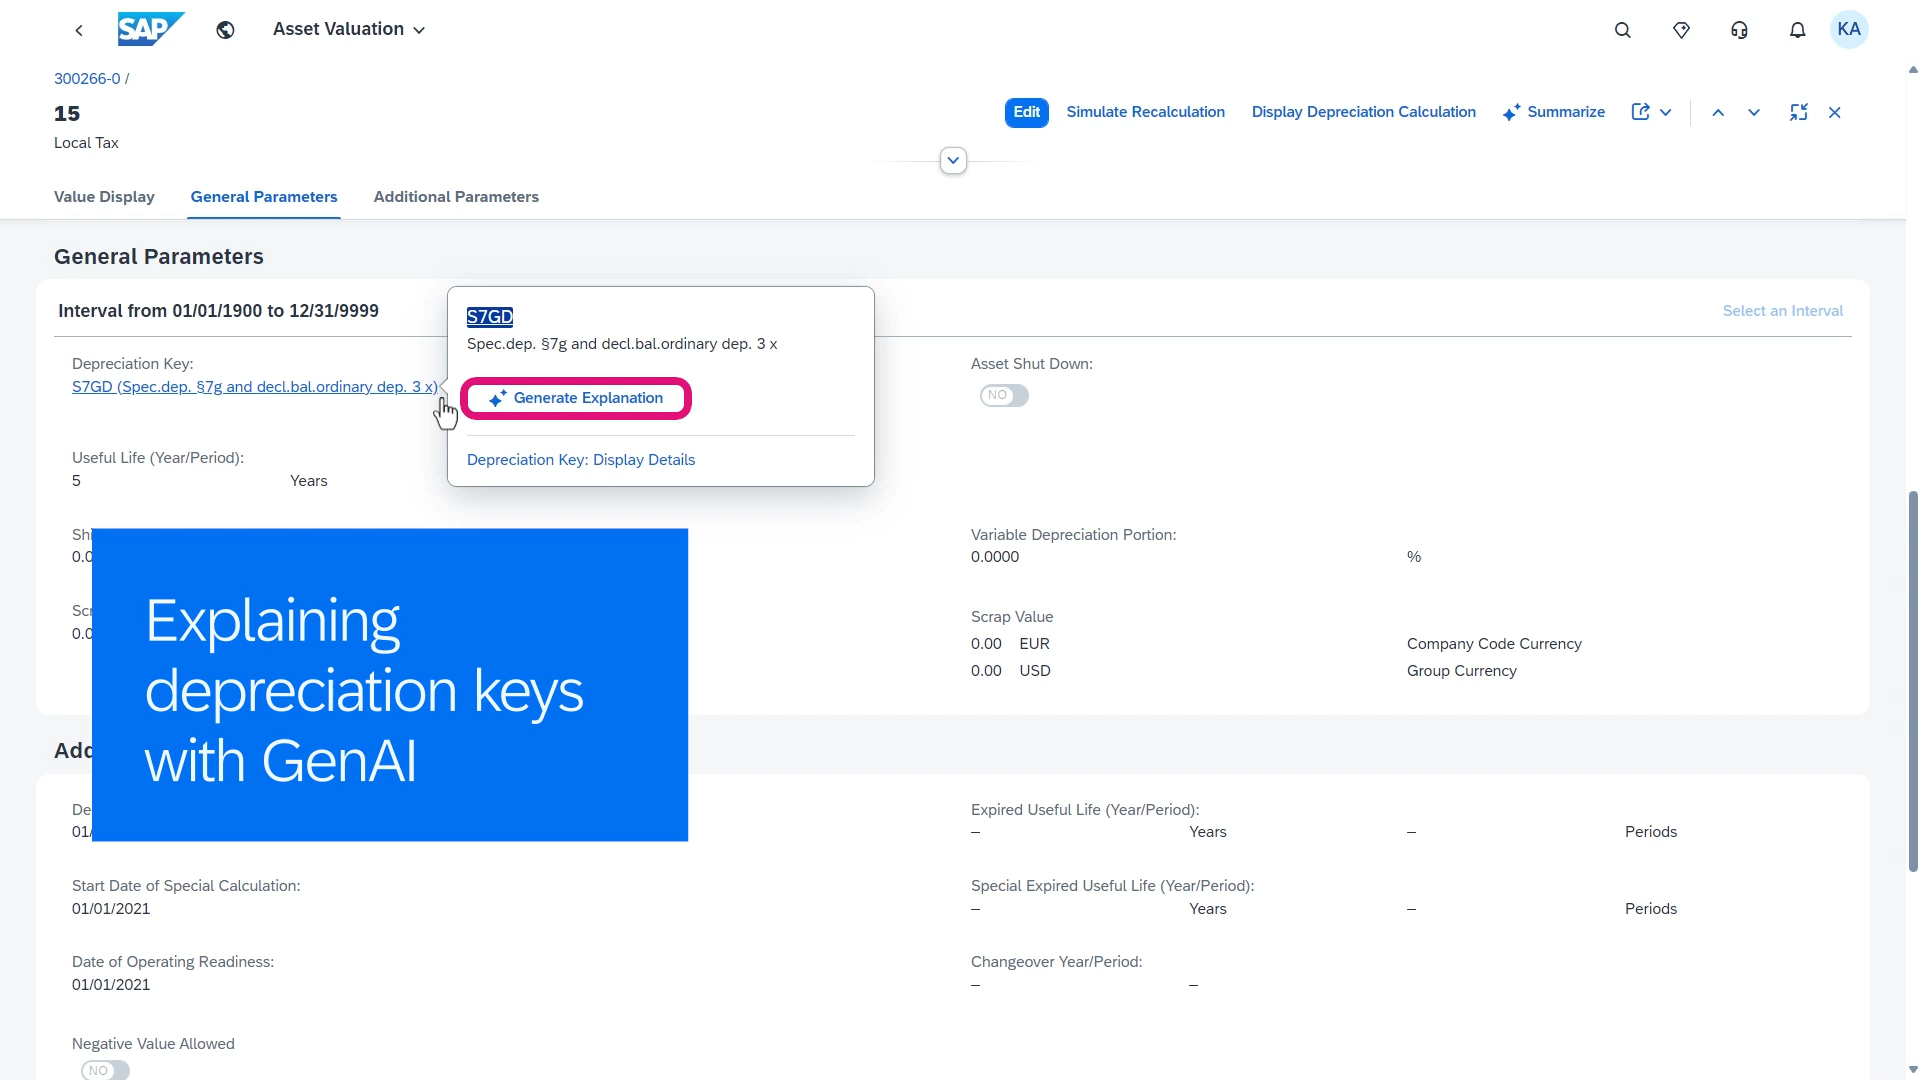 SAP
Asset Valuation
KA
300266-0 /
15
Local Tax
Edit
Simulate Recalculation
Display Depreciation Calculation
Summarize
Value Display
General Parameters
Additional Parameters
General Parameters
Interval from 01/01/1900 to 12/31/9999
Select an Interval
S7GD
Spec.dep. §7g and decl.bal.ordinary dep. 3 x
Generate Explanation
Depreciation Key: Display Details
Depreciation Key:
S7GD (Spec.dep. §7g and decl.bal.ordinary dep. 3 x)
Asset Shut Down:
NO
Useful Life (Year/Period):
5 Years
Variable Depreciation Portion:
0.0000 %
Scrap Value
0.00 EUR Company Code Currency
0.00 USD Group Currency
Explaining
depreciation keys
with GenAI
Expired Useful Life (Year/Period):
– Years – Periods
Start Date of Special Calculation:
01/01/2021
Special Expired Useful Life (Year/Period):
– Years – Periods
Date of Operating Readiness:
01/01/2021
Changeover Year/Period:
– –
Negative Value Allowed
NO